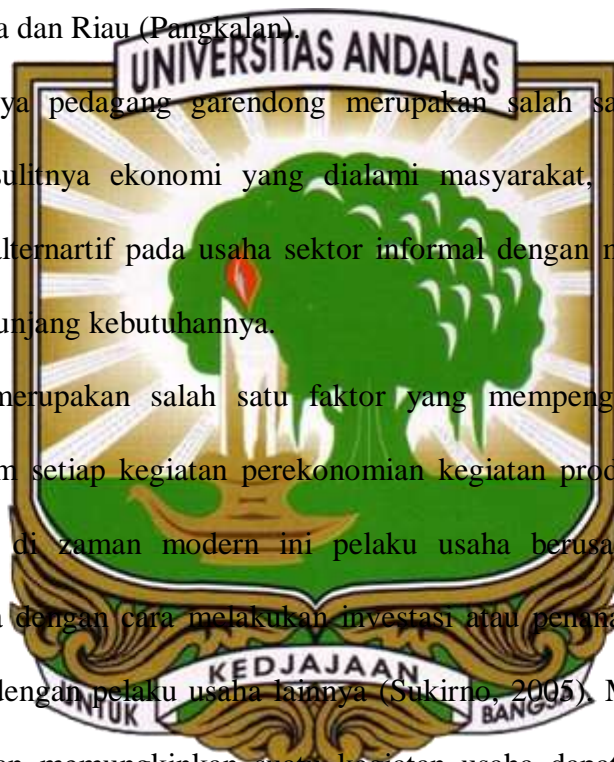 a dan Riau (Pangkalan).
UNIVERSITAS ANDALAS
ya pedagang garendong merupakan salah sa
sulitnya ekonomi yang dialami masyarakat,
alternartif pada usaha sektor informal dengan m
unjang kebutuhannya.
merupakan salah satu faktor yang mempeng
m setiap kegiatan perekonomian kegiatan prod
di zaman modern ini pelaku usaha berusa
a dengan cara melakukan investasi atau penana
dengan pelaku usaha lainnya (Sukirno, 2005). M
UNTUK KEDJAJAAN BANGSA
an memungkinkan suatu kegiatan usaha dapat